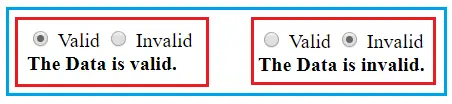 Valid Invalid
The Data is valid.
Valid Invalid
The Data is invalid.